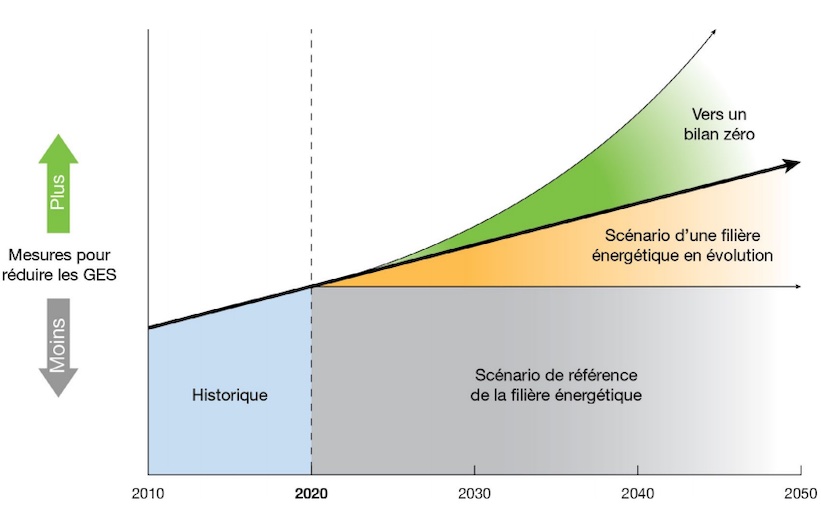 Vers un
bilan zéro
Plus
Mesures pour
réduire les GES
Moins
Scénario d’une filière
énergétique en évolution
Historique
Scénario de référence
de la filière énergétique
2010
2020
2030
2040
2050